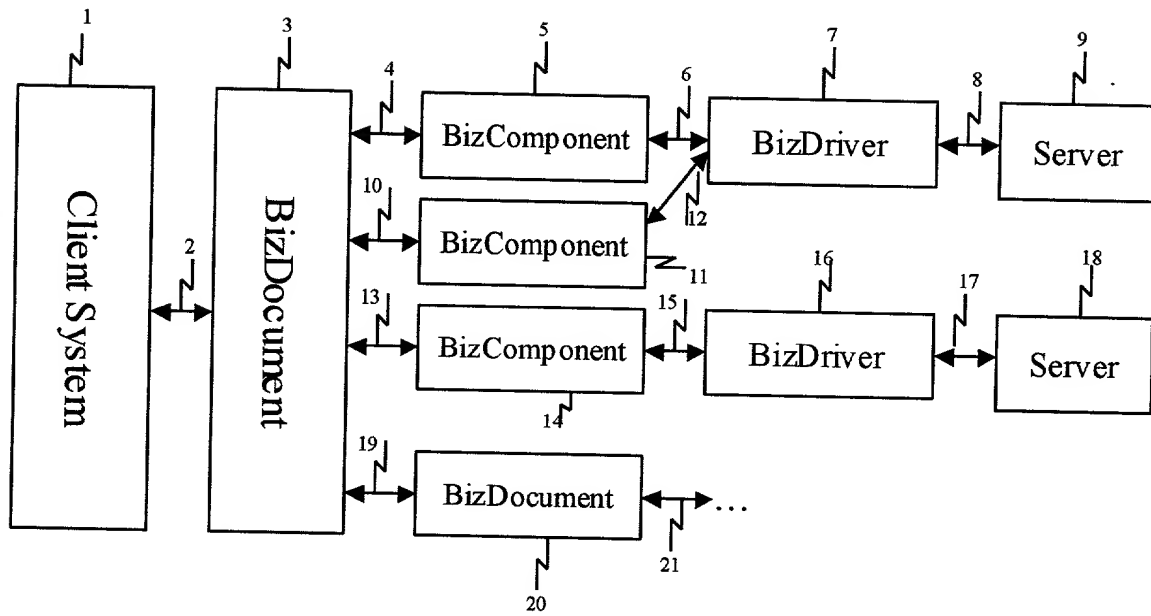 1
3
5
7
9
4
6
8
BizComponent
BizDriver
Server
Client System
BizDocument
2
10
12
BizComponent
11
16
18
13
15
17
BizComponent
BizDriver
Server
14
19
BizDocument
...
21
20